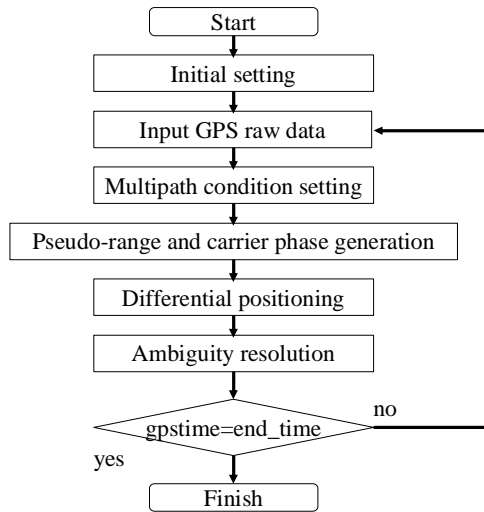 Start
Initial setting
Input GPS raw data
Multipath condition setting
Pseudo-range and carrier phase generation
Differential positioning
Ambiguity resolution
no
gpstime=end_time
yes
Finish